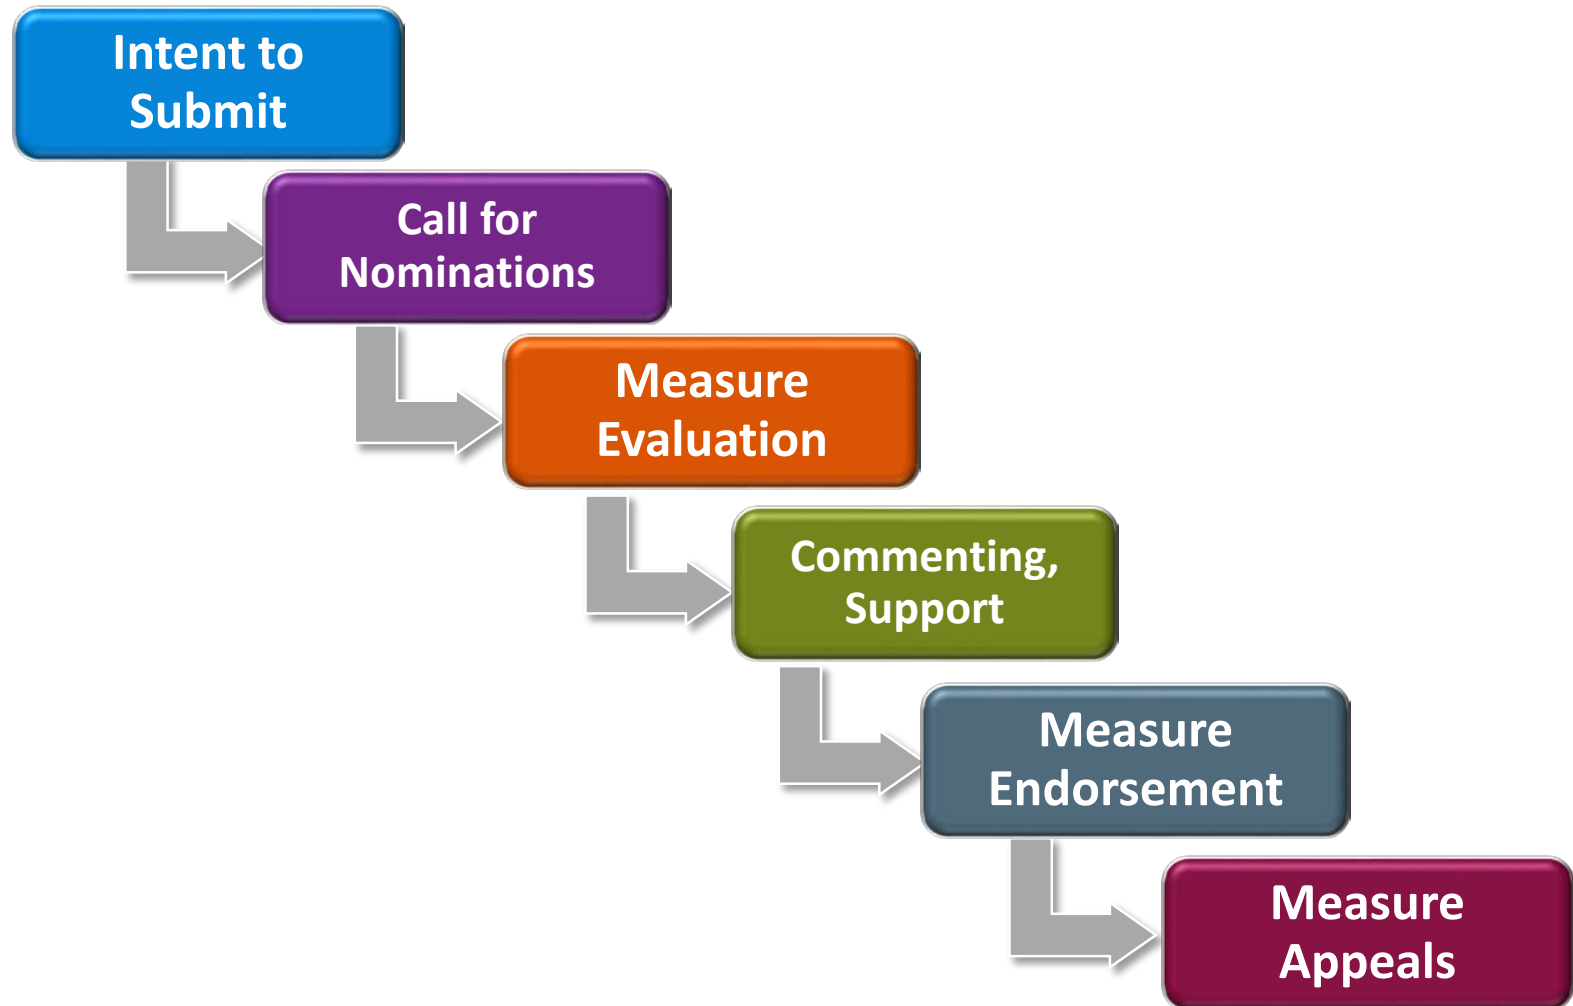 Intent to
Submit
Call for
Nominations
Measure
Evaluation
Commenting,
Support
Measure
Endorsement
Measure
Appeals